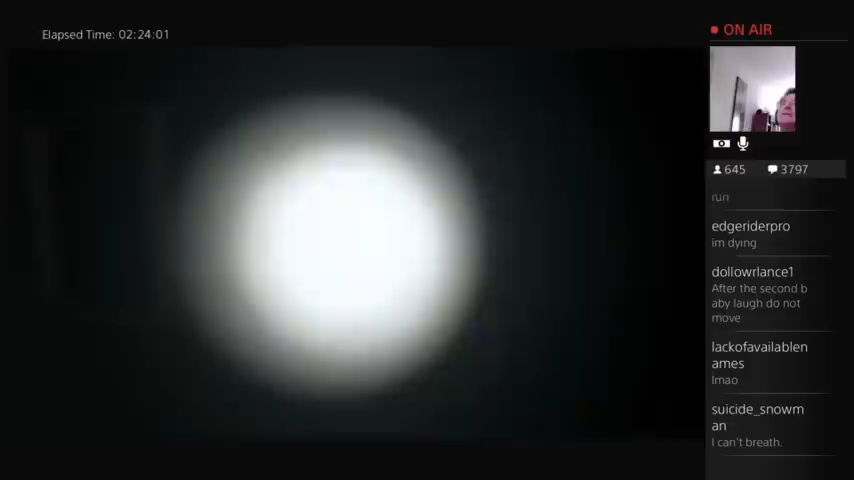 Elapsed Time: 02:24:01
ON AIR
645 3797
run
edgeriderpro
im dying
dollowrlance1
After the second b
aby laugh do not
move
lackofavailablen
ames
lmao
suicide_snowm
an
I can't breath.